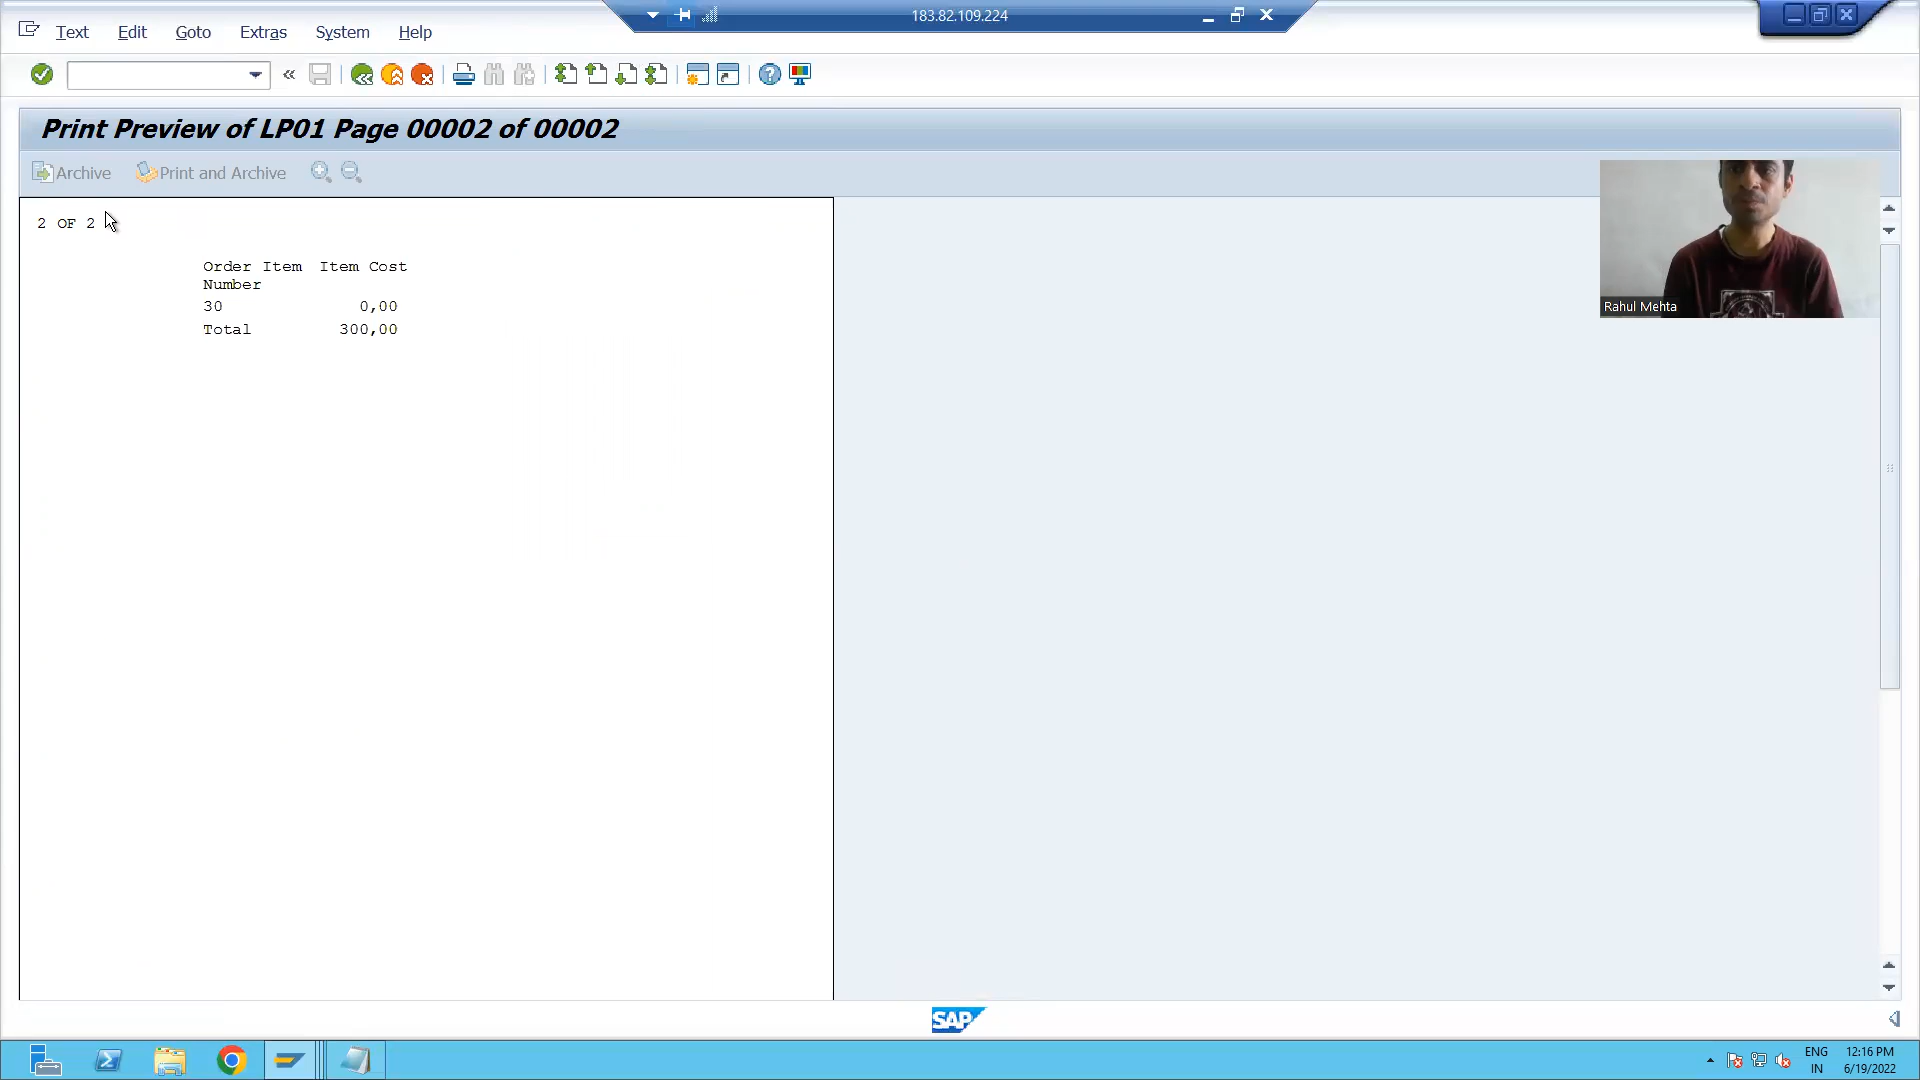 183.82.109.224
Text Edit Goto Extras System Help
Print Preview of LP01 Page 00002 of 00002
Archive Print and Archive
2 OF 2
Order Item Item Cost
Number
30 0,00
Total 300,00
Rahul Mehta
SAP
ENG 12:16 PM
IN 6/19/2022